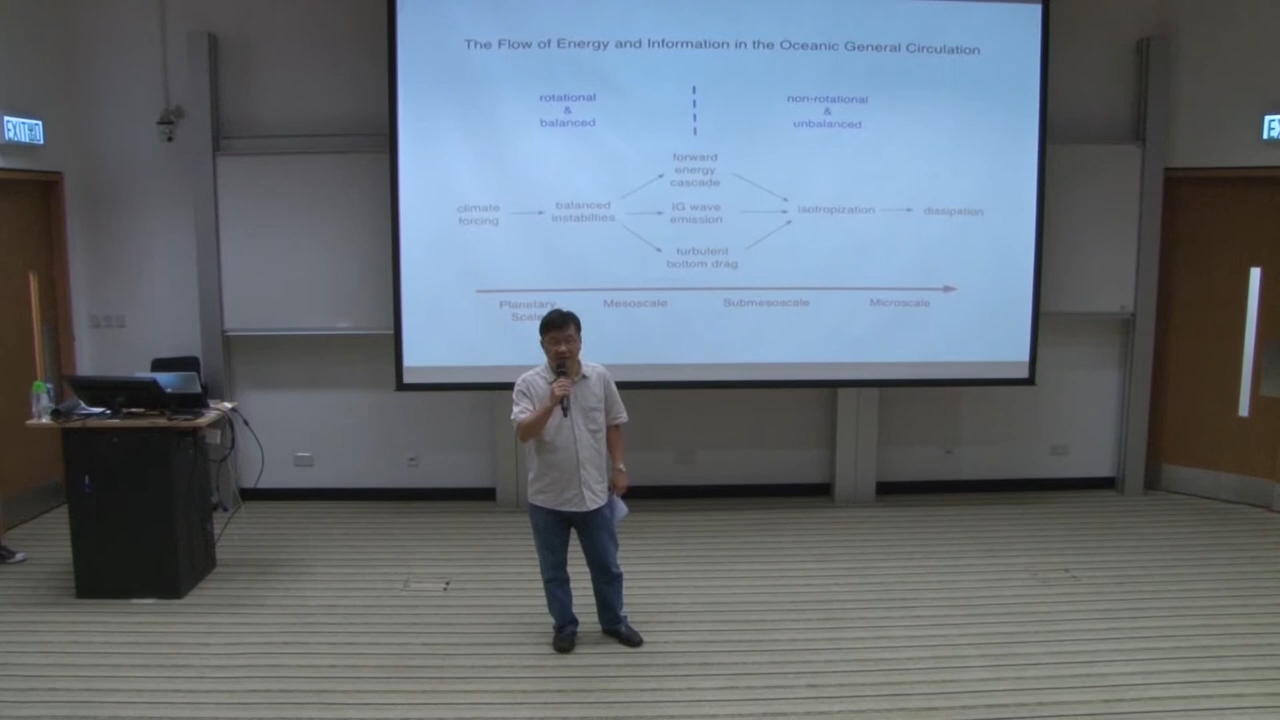 The Flow of Energy and Information in the Oceanic General Circulation
rotational
&
balanced
non-rotational
&
unbalanced
forward
energy
cascade
climate
forcing
balanced
instabilties
IG wave
emission
isotropization
dissipation
turbulent
bottom drag
Planetary
Scale
Mesoscale
Submesoscale
Microscale
EXIT